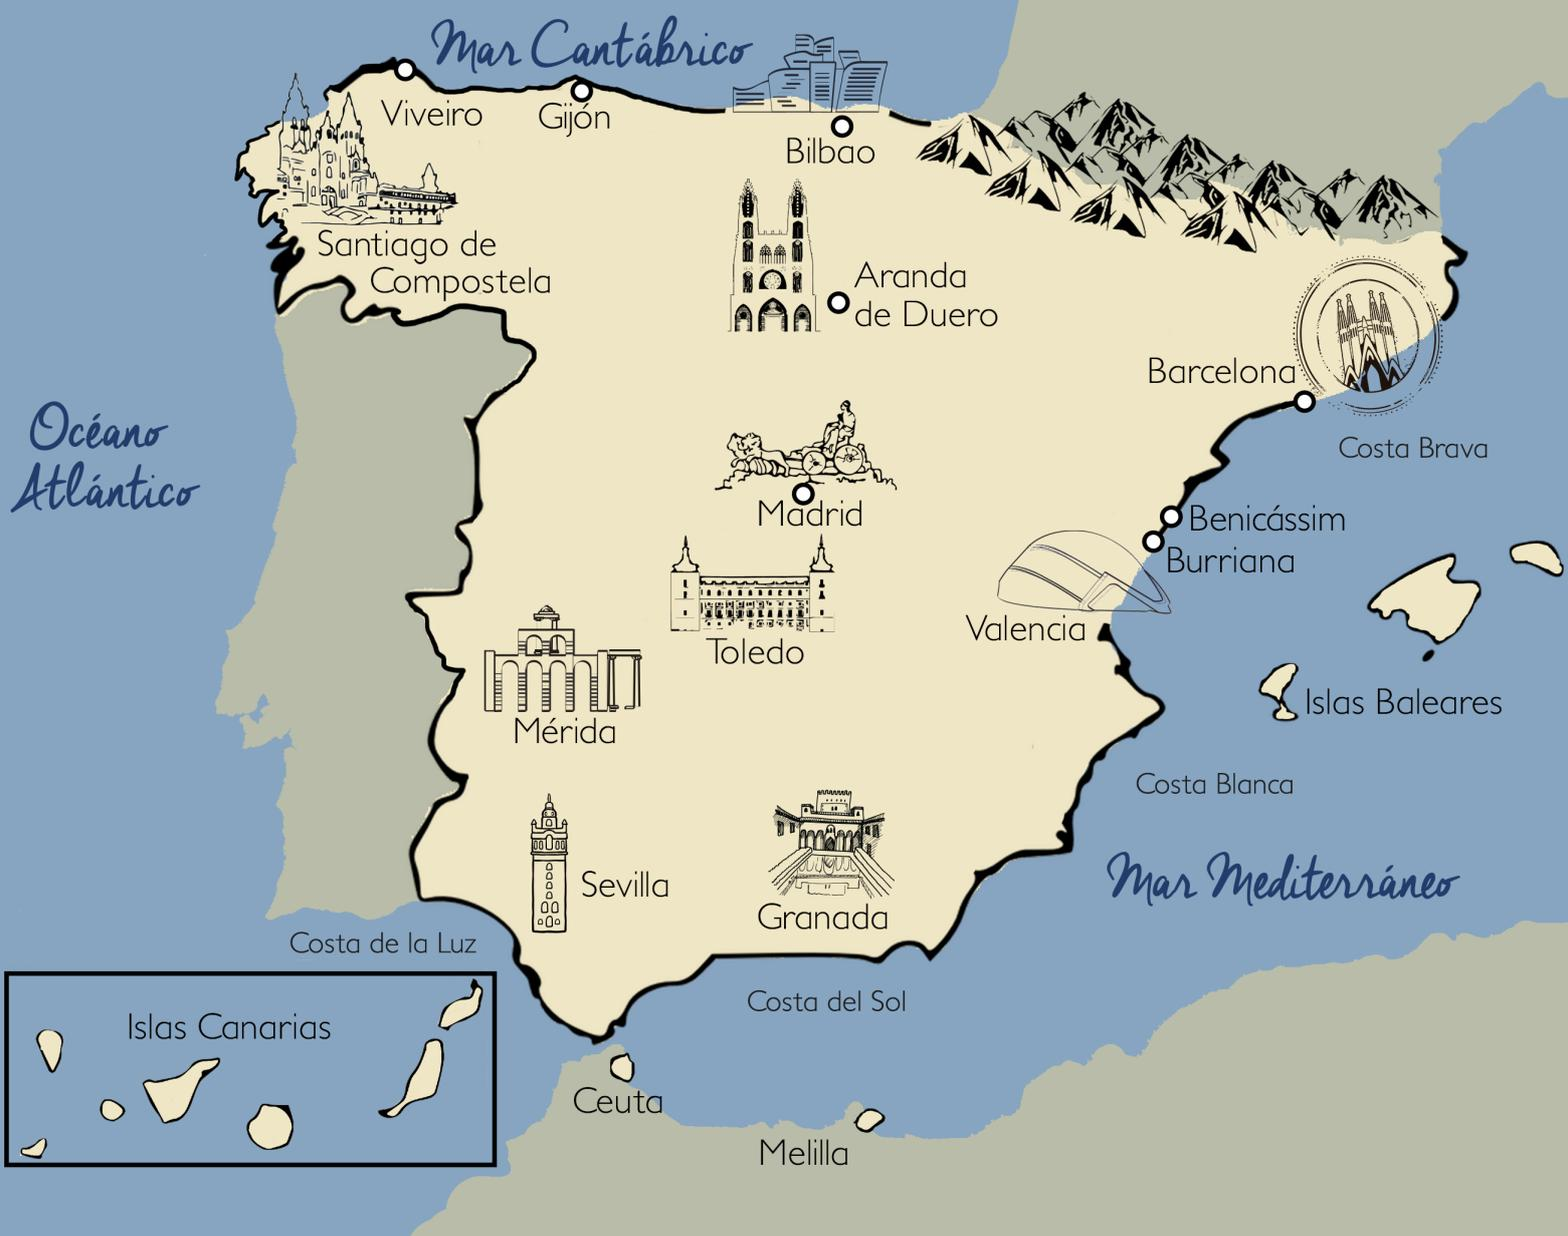 Mar Cantábrico
Viveiro
Gijón
Bilbao
Santiago de
Compostela
Aranda
de Duero
Barcelona
Océano
Atlántico
Costa Brava
Madrid
Benicássim
Burriana
Valencia
Toledo
Islas Baleares
Mérida
Costa Blanca
Mar Mediterráneo
Sevilla
Granada
Costa de la Luz
Costa del Sol
Islas Canarias
Ceuta
Melilla